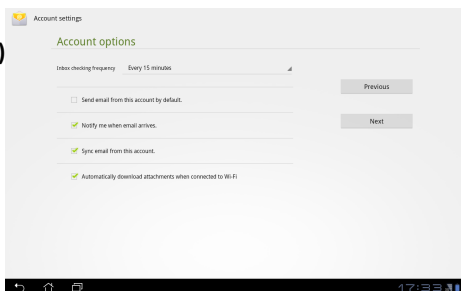 Account settings
)
Account options
Inbox checking frequency Every 15 minutes
Previous
Send email from this account by default.
Notify me when email arrives.
Next
Sync email from this account.
Automatically download attachments when connected to Wi-Fi
17:33